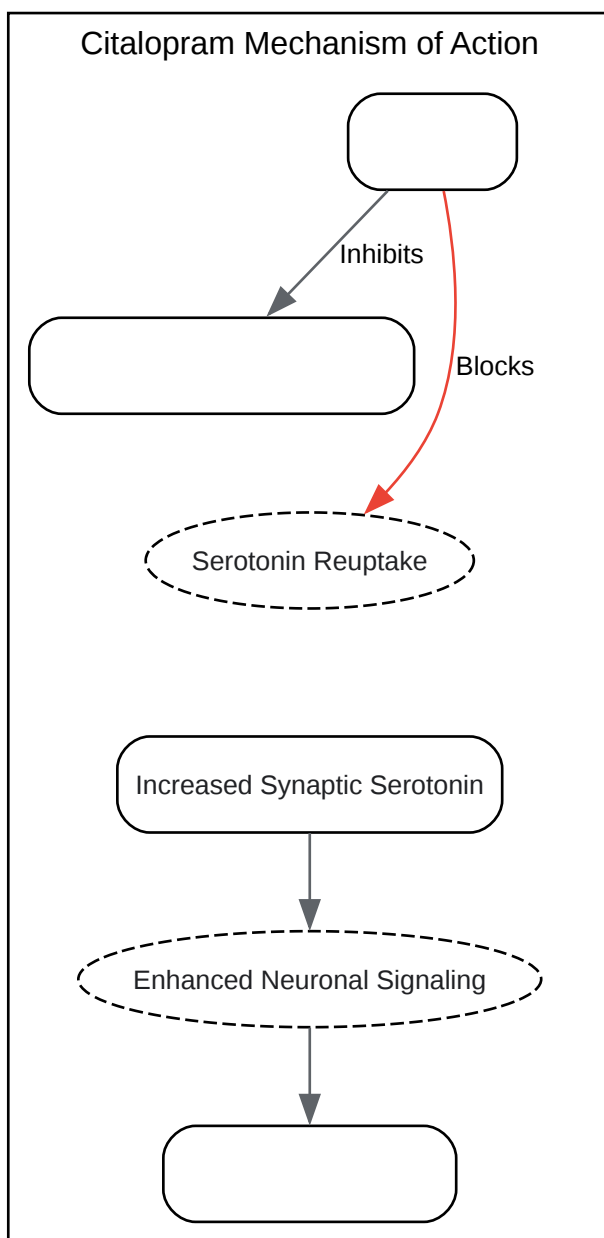 Citalopram Mechanism of Action
Inhibits
Blocks
Serotonin Reuptake
Increased Synaptic Serotonin
Enhanced Neuronal Signaling